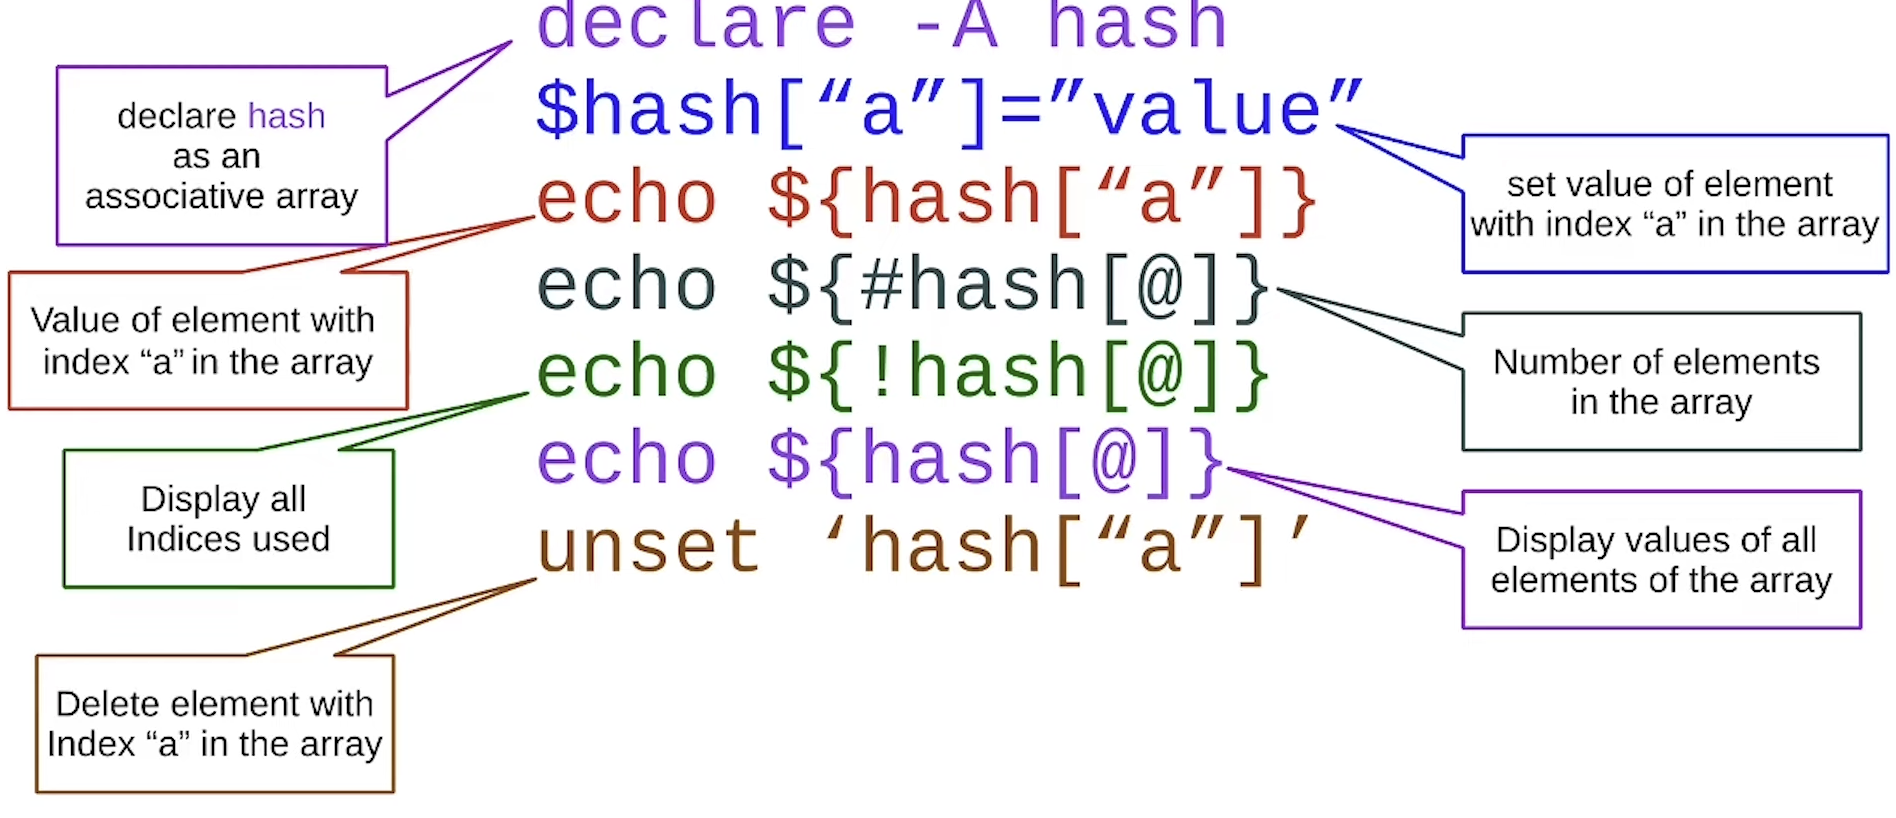 declare -A hash
$hash[“a”]=”value”
echo ${hash[“a”]}
echo ${#hash[@]}
echo ${!hash[@]}
echo ${hash[@]}
unset ‘hash[“a”]’
declare hash
as an
associative array
Value of element with
index “a” in the array
Display all
Indices used
Delete element with
Index “a” in the array
set value of element
with index “a” in the array
Number of elements
in the array
Display values of all
elements of the array